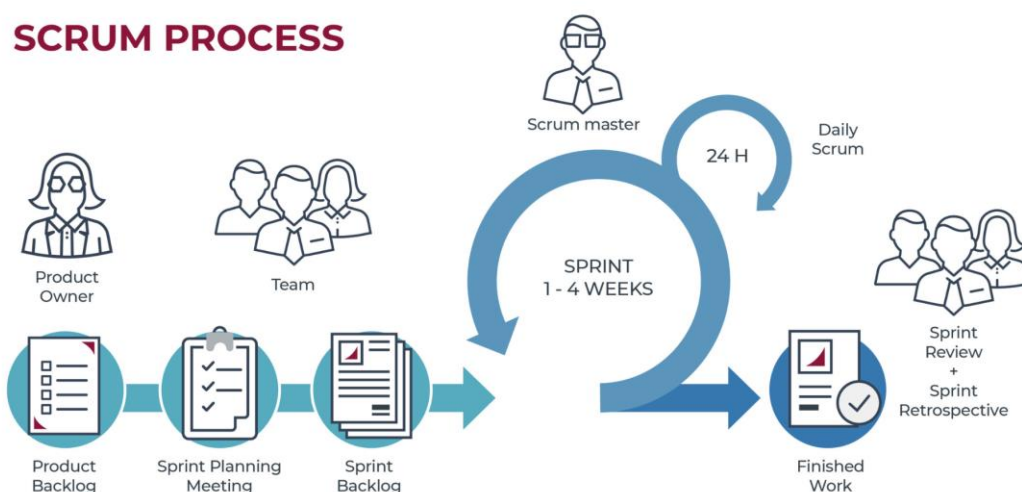 SCRUM PROCESS
Scrum master
24 H
Daily
Scrum
Product
Owner
Team
SPRINT
1 - 4 WEEKS
Sprint
Review
+
Sprint
Retrospective
Product
Backlog
Sprint Planning
Meeting
Sprint
Backlog
Finished
Work